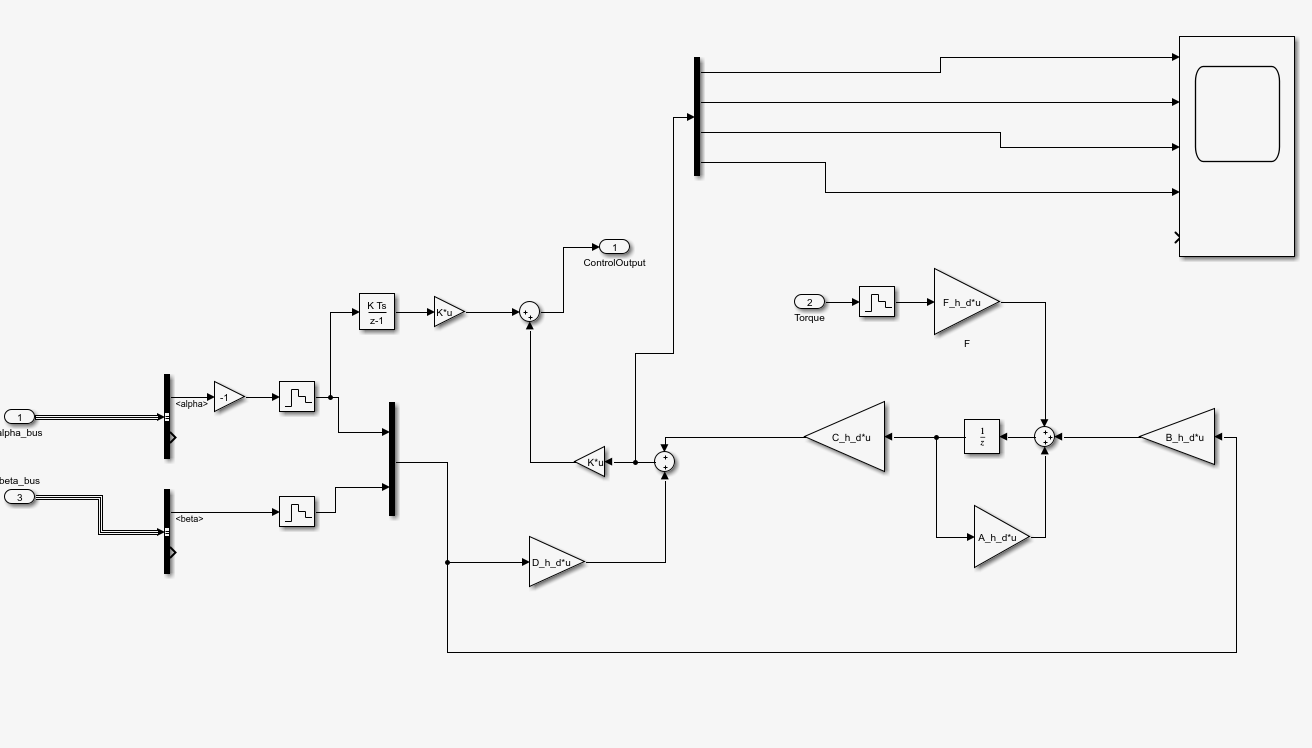 1
ControlOutput
K Ts
z-1
K*u
+
+
2
Torque
F_h_d*u
F
-1
<alpha>
1
alpha_bus
C_h_d*u
1
z
+
+
+
B_h_d*u
K*u
+
+
beta_bus
3
<beta>
A_h_d*u
D_h_d*u